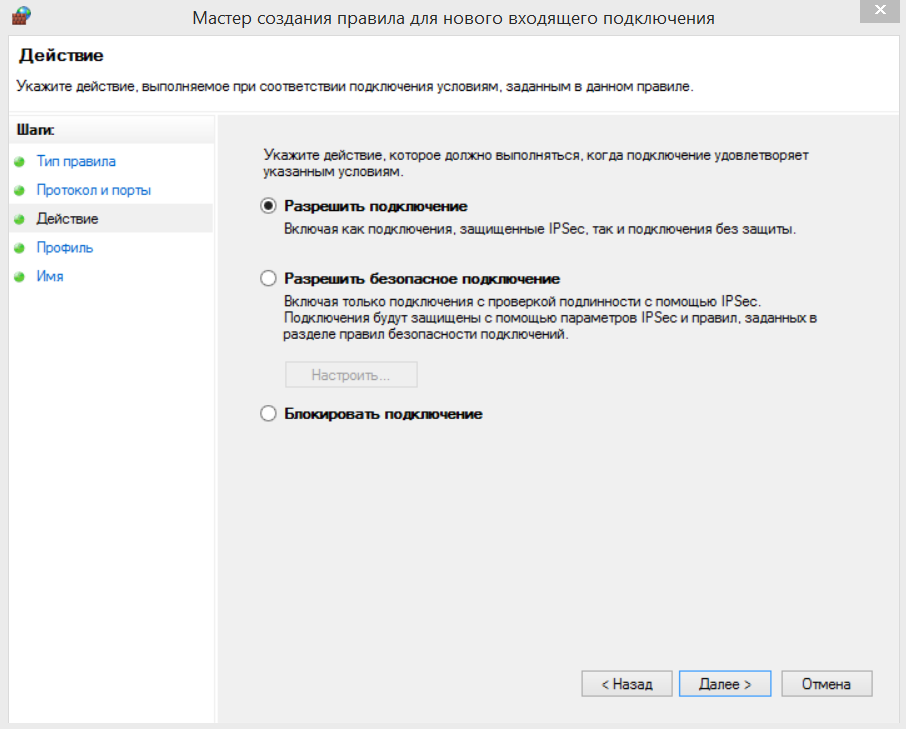 Мастер создания правила для нового входящего подключения
Действие
Укажите действие, выполняемое при соответствии подключения условиям, заданным в данном правиле.
Шаги:
Тип правила
Протокол и порты
Действие
Профиль
Имя
Укажите действие, которое должно выполняться, когда подключение удовлетворяет
указанным условиям.
Разрешить подключение
Включая как подключения, защищенные IPSec, так и подключения без защиты.
Разрешить безопасное подключение
Включая только подключения с проверкой подлинности с помощью IPSec.
Подключения будут защищены с помощью параметров IPSec и правил, заданных в
разделе правил безопасности подключений.
Настроить...
Блокировать подключение
< Назад
Далее >
Отмена